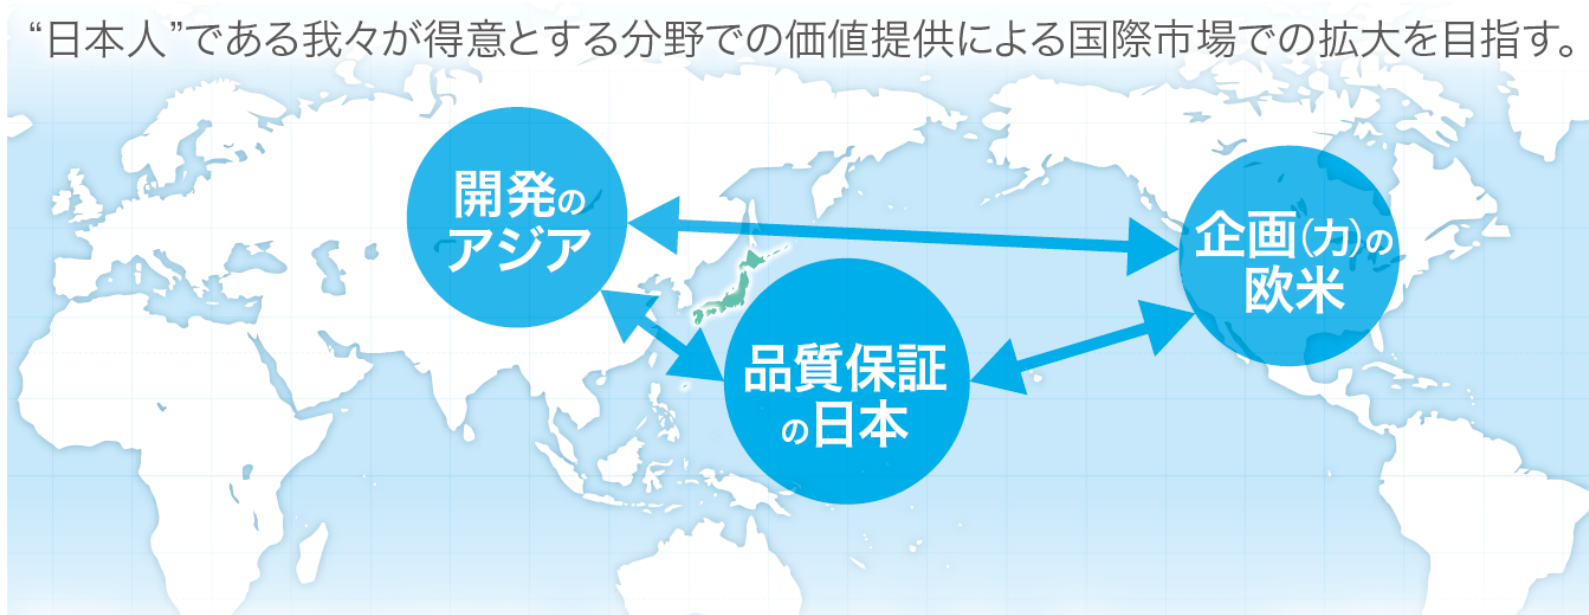 “日本人”である我々が得意とする分野での価値提供による国際市場での拡大を目指す。
開発の
アジア
企画(力)の
欧米
品質保証
の日本